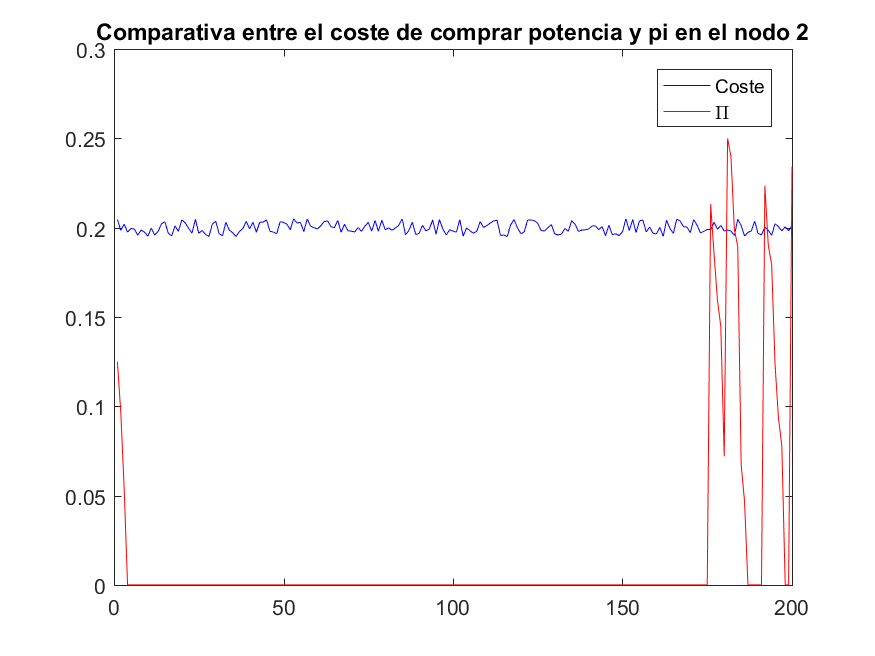 Comparativa entre el coste de comprar potencia y pi en el nodo 2
0.3
0.25
0.2
0.15
0.1
0.05
0
Coste
Π
0 50 100 150 200